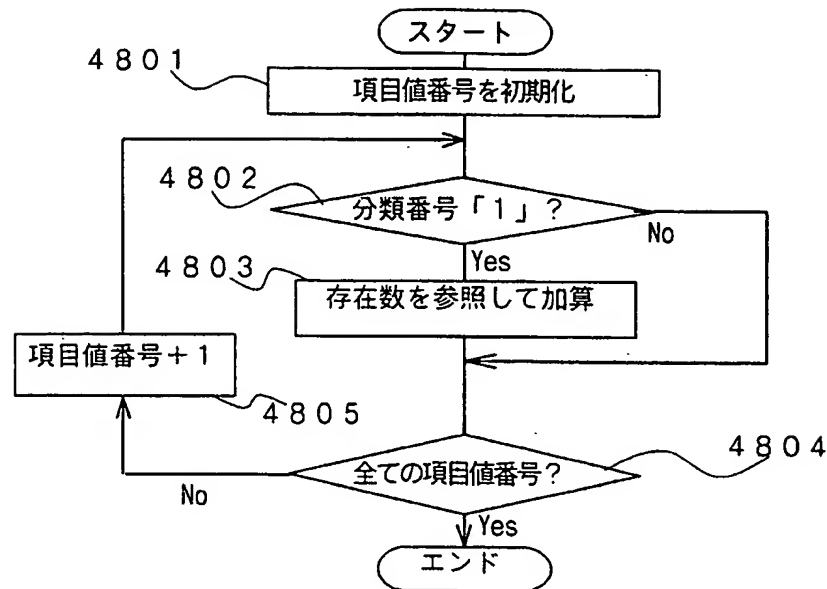 スタート
4801
項目値番号を初期化
4802
分類番号「1」?
No
Yes
4803
存在数を参照して加算
項目値番号+1
4805
4804
全ての項目値番号?
No
Yes
エンド